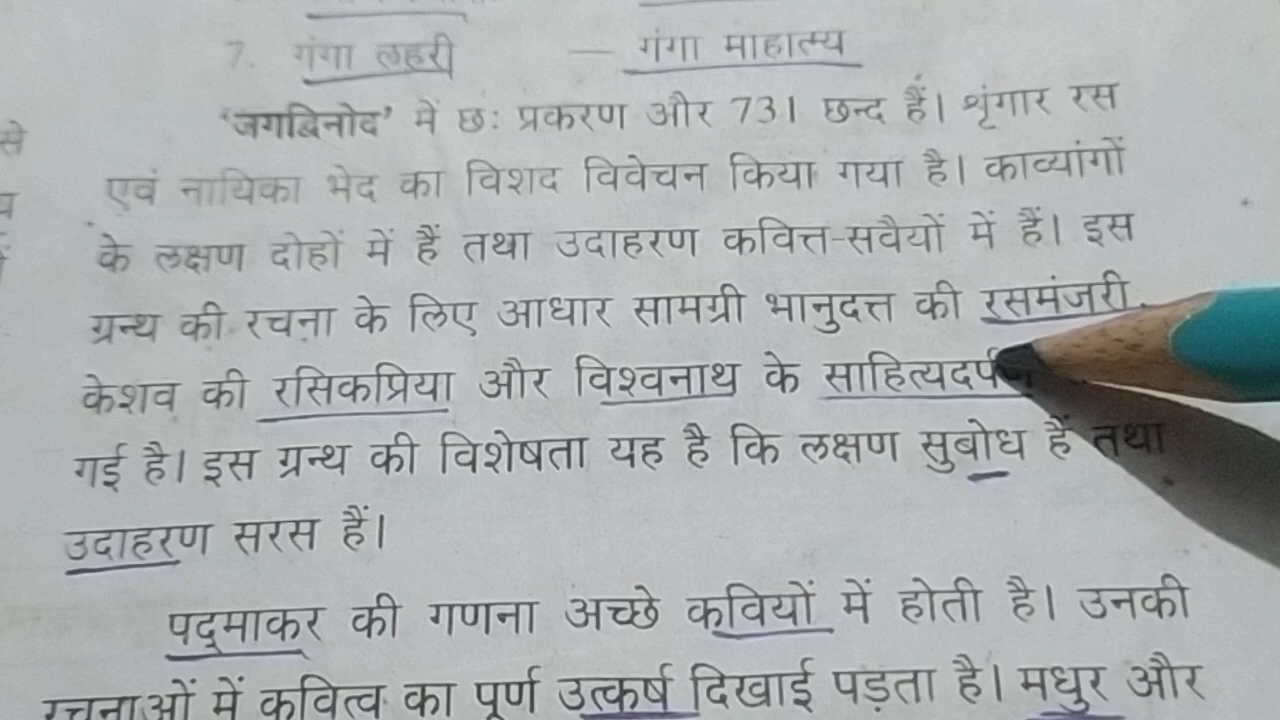 7. गंगा लहरी — गंगा माहात्म्य
'जगद्विनोद' में छः प्रकरण और 731 छन्द हैं। शृंगार रस
एवं नायिका भेद का विशद विवेचन किया गया है। काव्यांगों
के लक्षण दोहों में हैं तथा उदाहरण कवित्त-सवैयों में हैं। इस
ग्रन्थ की रचना के लिए आधार सामग्री भानुदत्त की रसमंजरी
केशव की रसिकप्रिया और विश्वनाथ के साहित्यदर्पण
गई है। इस ग्रन्थ की विशेषता यह है कि लक्षण सुबोध हैं तथा
उदाहरण सरस हैं।
पद्माकर की गणना अच्छे कवियों में होती है। उनकी
रचनाओं में कवित्व का पूर्ण उत्कर्ष दिखाई पड़ता है। मधुर और
से